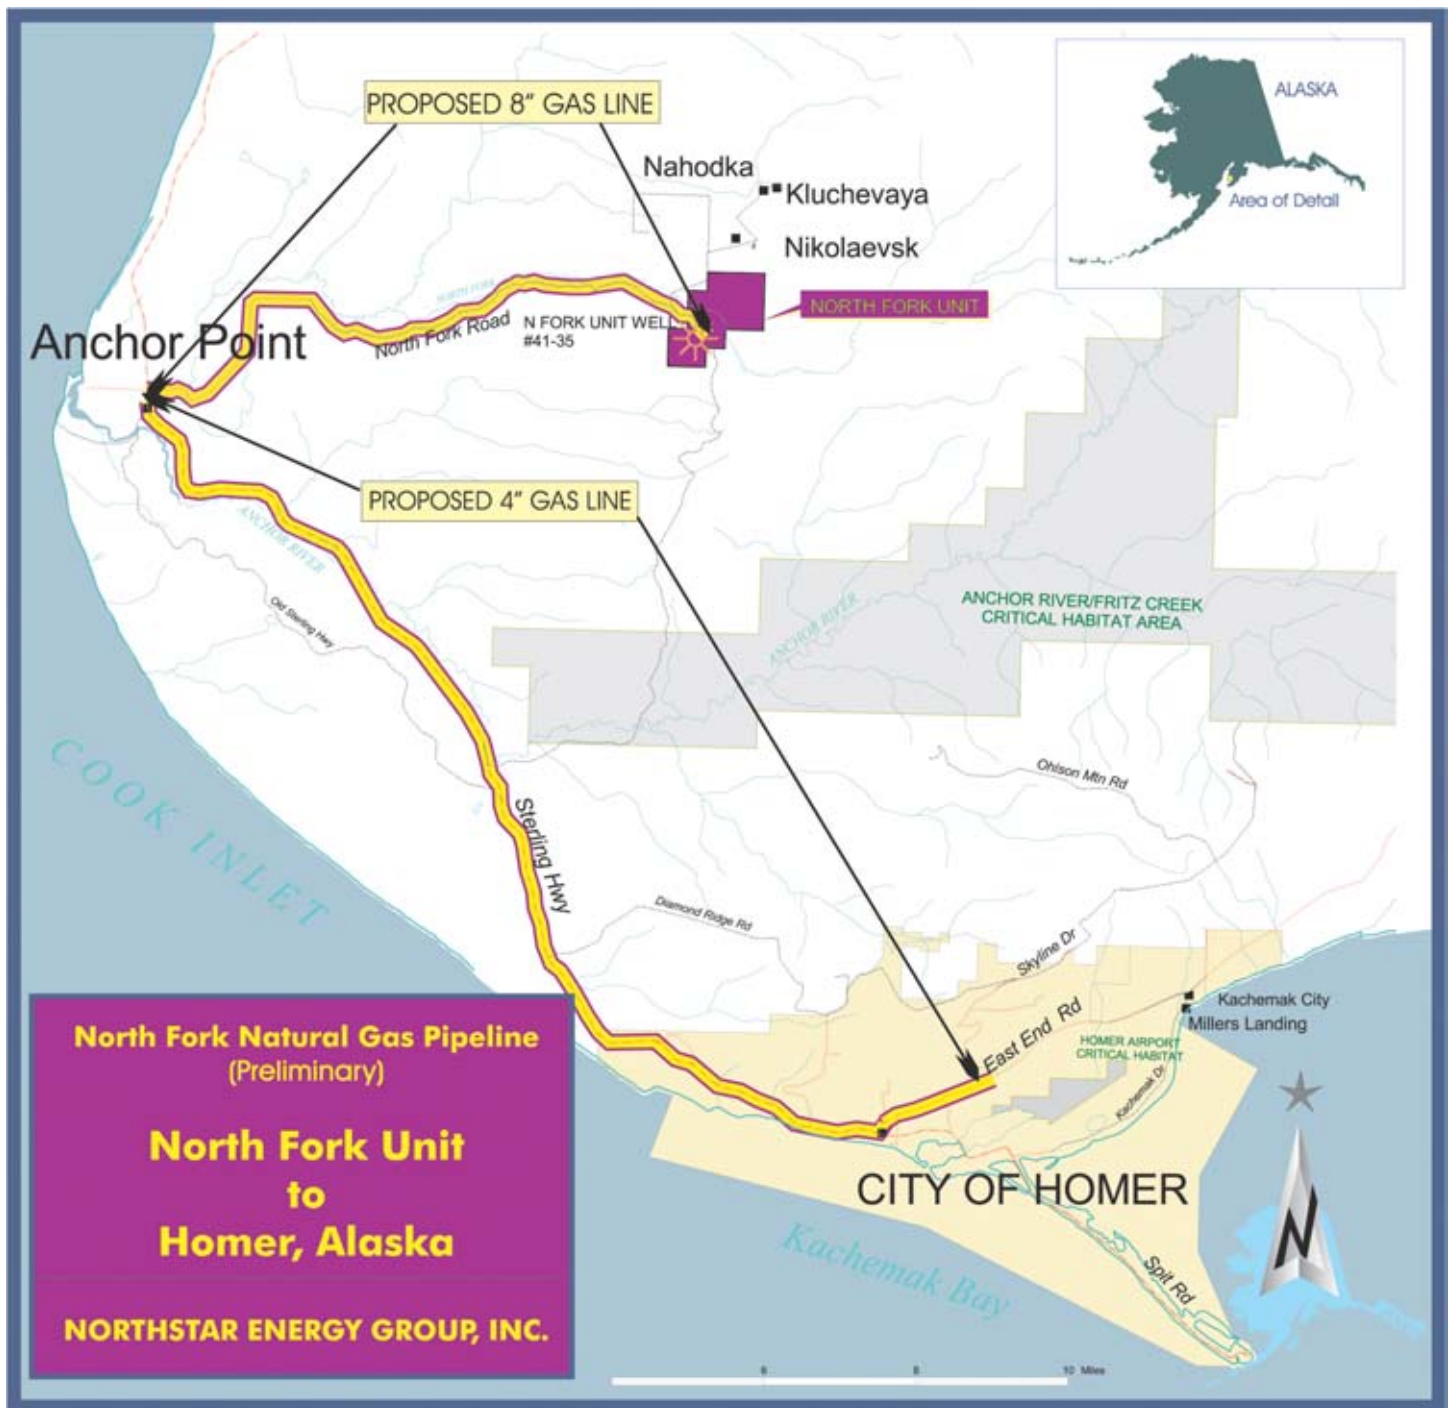 PROPOSED 8" GAS LINE
ALASKA
Area of Detail
Nahodka
Kluchevaya
Nikolaevsk
NORTH FORK UNIT
NORTH FORK
North Fork Road
N FORK UNIT WELL
#41-35
Anchor Point
PROPOSED 4" GAS LINE
ANCHOR RIVER
Old Sterling Hwy
ANCHOR RIVER/FRITZ CREEK
CRITICAL HABITAT AREA
ANCHOR RIVER
COOK INLET
Sterling Hwy
Ohlson Mtn Rd
Diamond Ridge Rd
Skyline Dr
East End Rd
Kachemak City
Millers Landing
HOMER AIRPORT
CRITICAL HABITAT
Kachemak Dr
CITY OF HOMER
Kachemak Bay
Spit Rd
N
North Fork Natural Gas Pipeline
(Preliminary)
North Fork Unit
to
Homer, Alaska
NORTHSTAR ENERGY GROUP, INC.
8
10 Miles